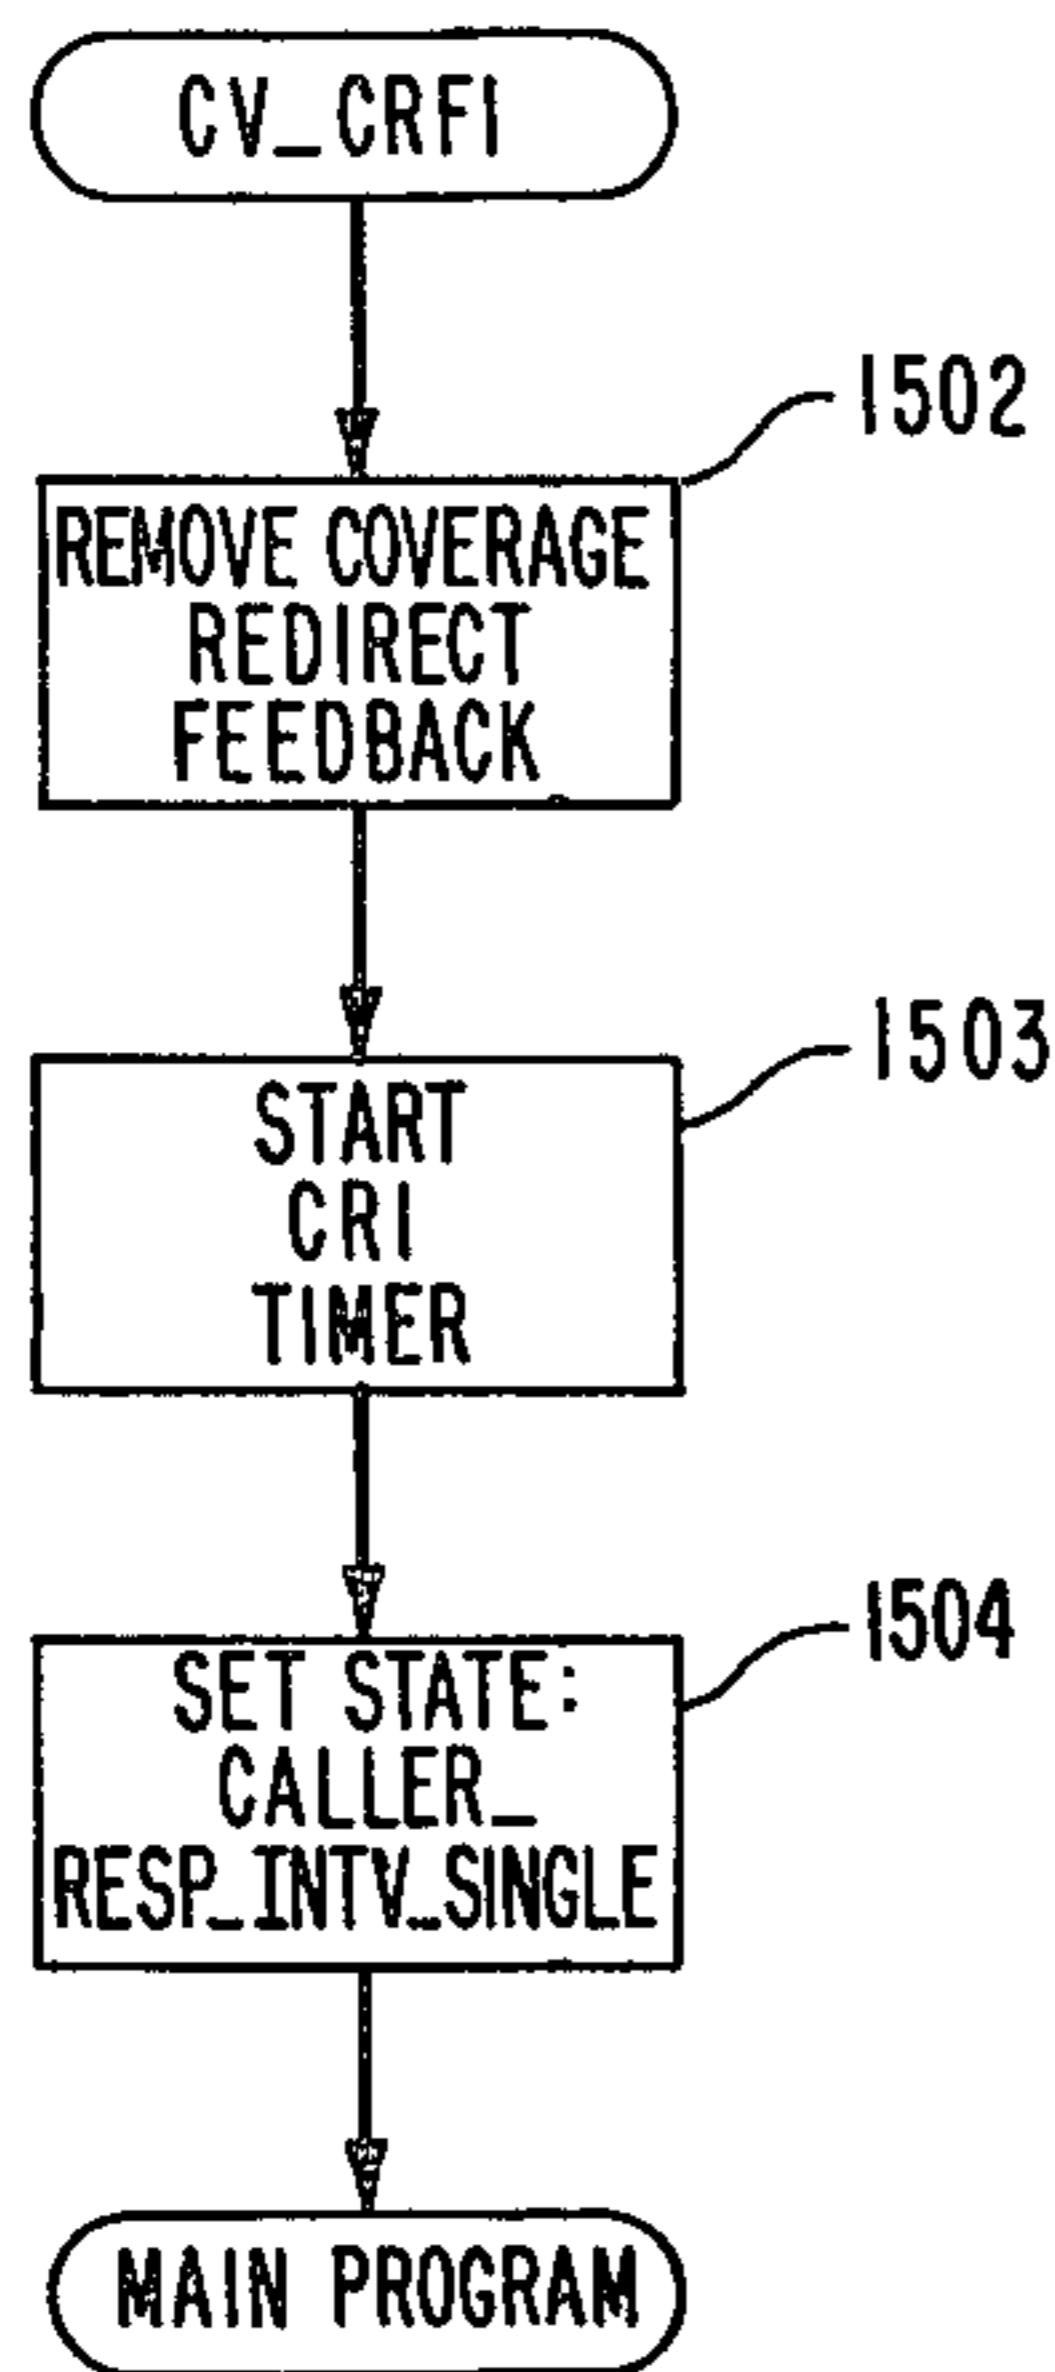 CV_CRFI
1502
REMOVE COVERAGE
REDIRECT
FEEDBACK
1503
START
CRI
TIMER
1504
SET STATE:
CALLER_
RESP_INTV_SINGLE
MAIN PROGRAM